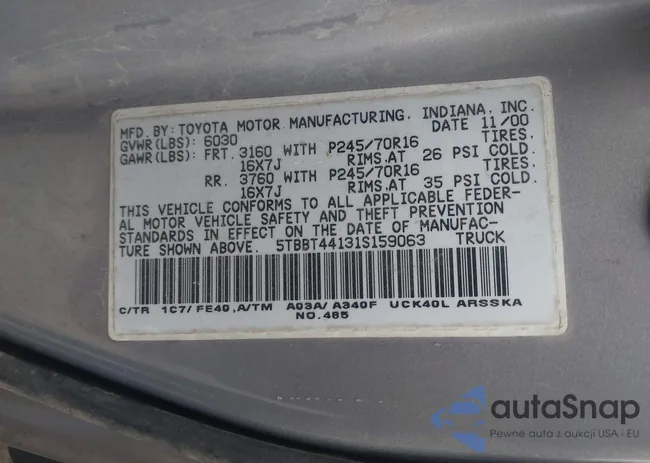 MFD. BY: TOYOTA MOTOR MANUFACTURING, INDIANA, INC.
GVWR(LBS): 6030 DATE 11/00
GAWR(LBS): FRT. 3160 WITH P245/70R16 TIRES.
16X7J RIMS.AT 26 PSI COLD.
RR. 3760 WITH P245/70R16 TIRES.
16X7J RIMS.AT 35 PSI COLD.
THIS VEHICLE CONFORMS TO ALL APPLICABLE FEDER-
AL MOTOR VEHICLE SAFETY AND THEFT PREVENTION
STANDARDS IN EFFECT ON THE DATE OF MANUFAC-
TURE SHOWN ABOVE. 5TBBT44131S159063 TRUCK
C/TR 1C7/FE40,A/TM A03A/A340F UCK40L ARSSKA
NO.485
autaSnap
Pewne auta z aukcji USA i EU